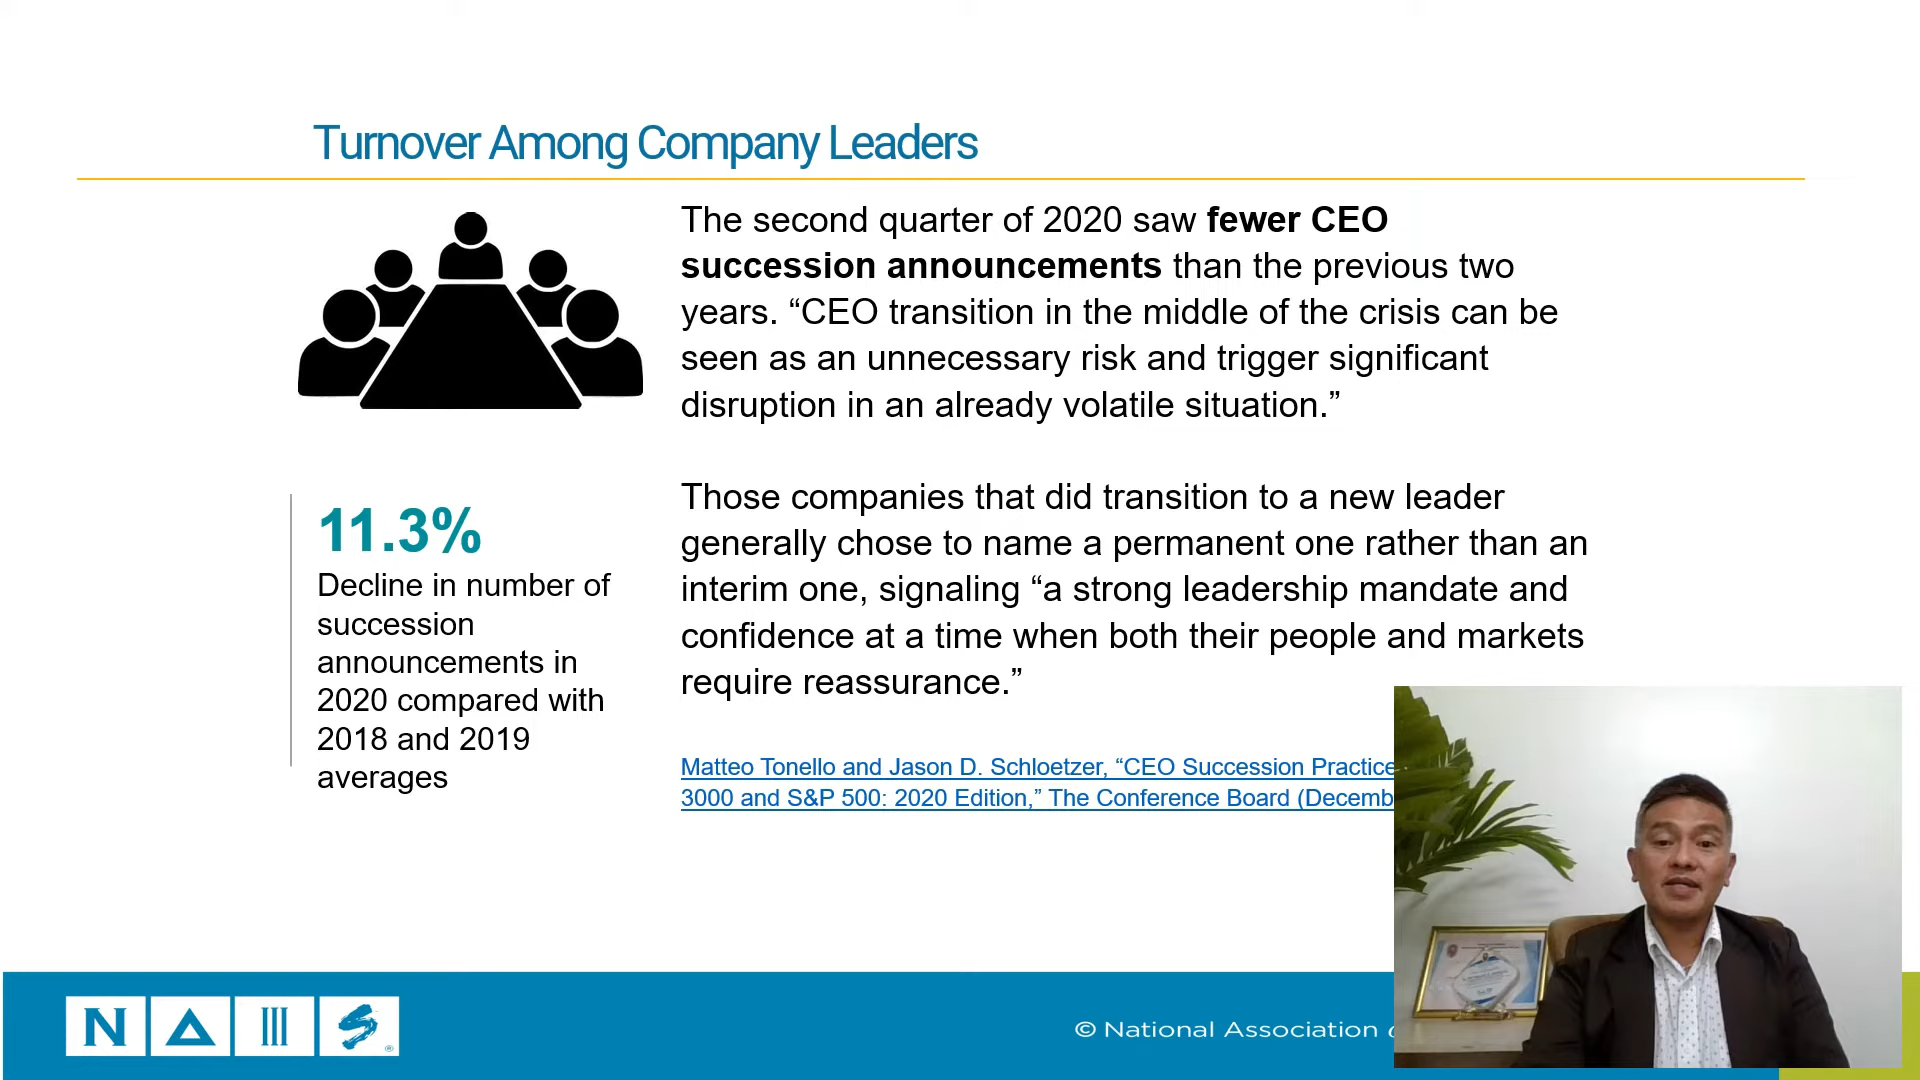 Turnover Among Company Leaders
The second quarter of 2020 saw fewer CEO
succession announcements than the previous two
years. “CEO transition in the middle of the crisis can be
seen as an unnecessary risk and trigger significant
disruption in an already volatile situation.”
Those companies that did transition to a new leader
generally chose to name a permanent one rather than an
interim one, signaling “a strong leadership mandate and
confidence at a time when both their people and markets
require reassurance.”
Matteo Tonello and Jason D. Schloetzer, “CEO Succession Practice
3000 and S&P 500: 2020 Edition,” The Conference Board (Decemb
11.3%
Decline in number of
succession
announcements in
2020 compared with
2018 and 2019
averages
NAIS®
© National Association